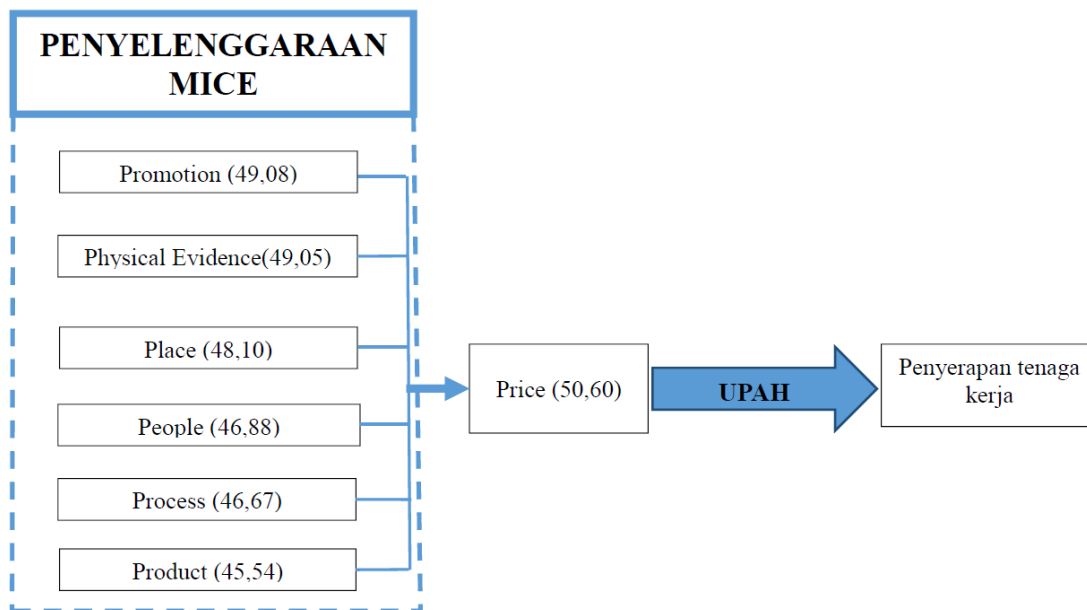 PENYELENGGARAAN
MICE
Promotion (49,08)
Physical Evidence(49,05)
Place (48,10)
People (46,88)
Process (46,67)
Product (45,54)
Price (50,60)
UPAH
Penyerapan tenaga
kerja